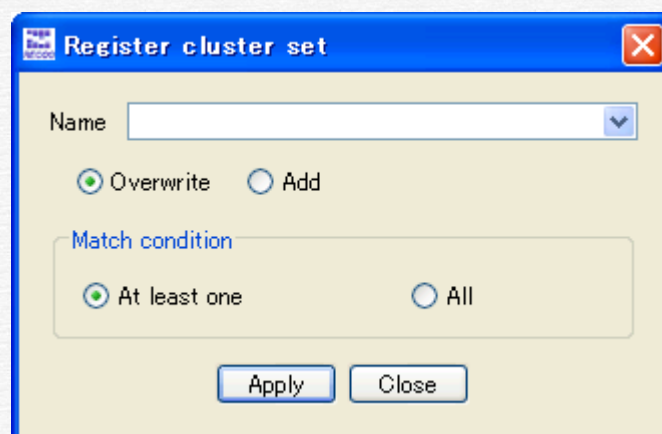 Register cluster set
Name
Overwrite Add
Match condition
At least one All
Apply Close